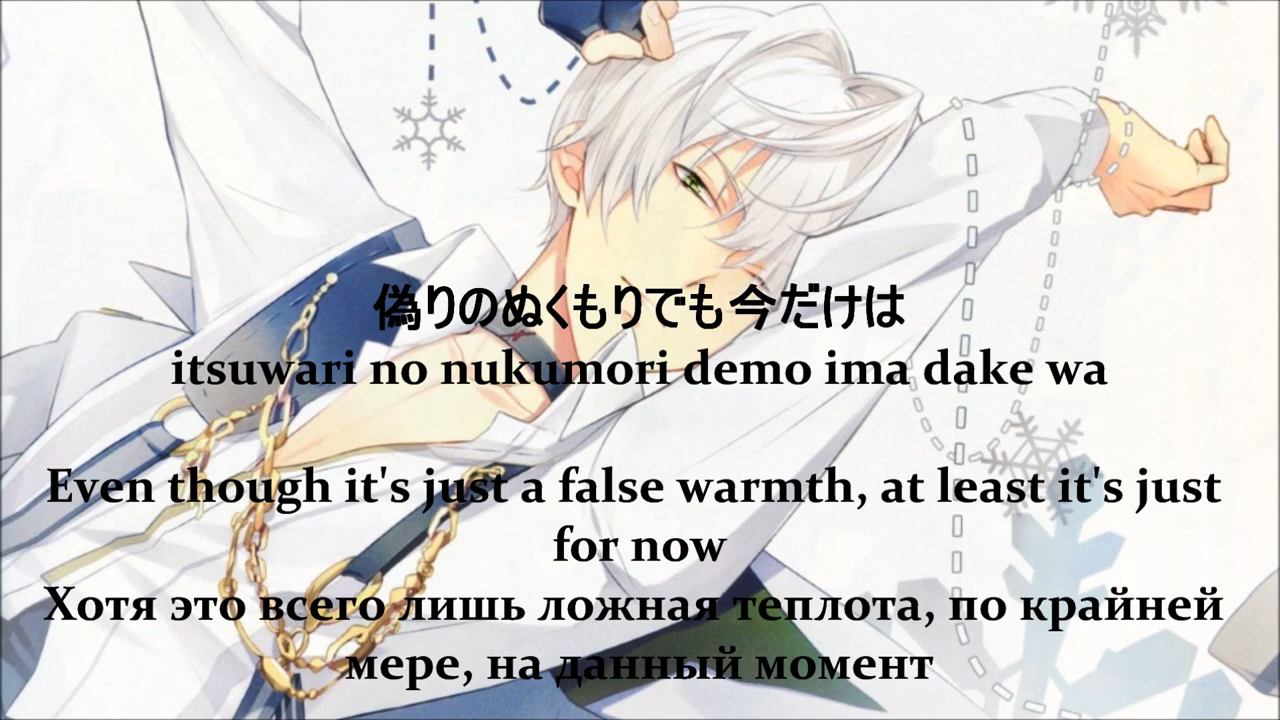 偽りのぬくもりでも今だけは
itsuwari no nukumori demo ima dake wa
Even though it's just a false warmth, at least it's just
for now
Хотя это всего лишь ложная теплота, по крайней
мере, на данный момент